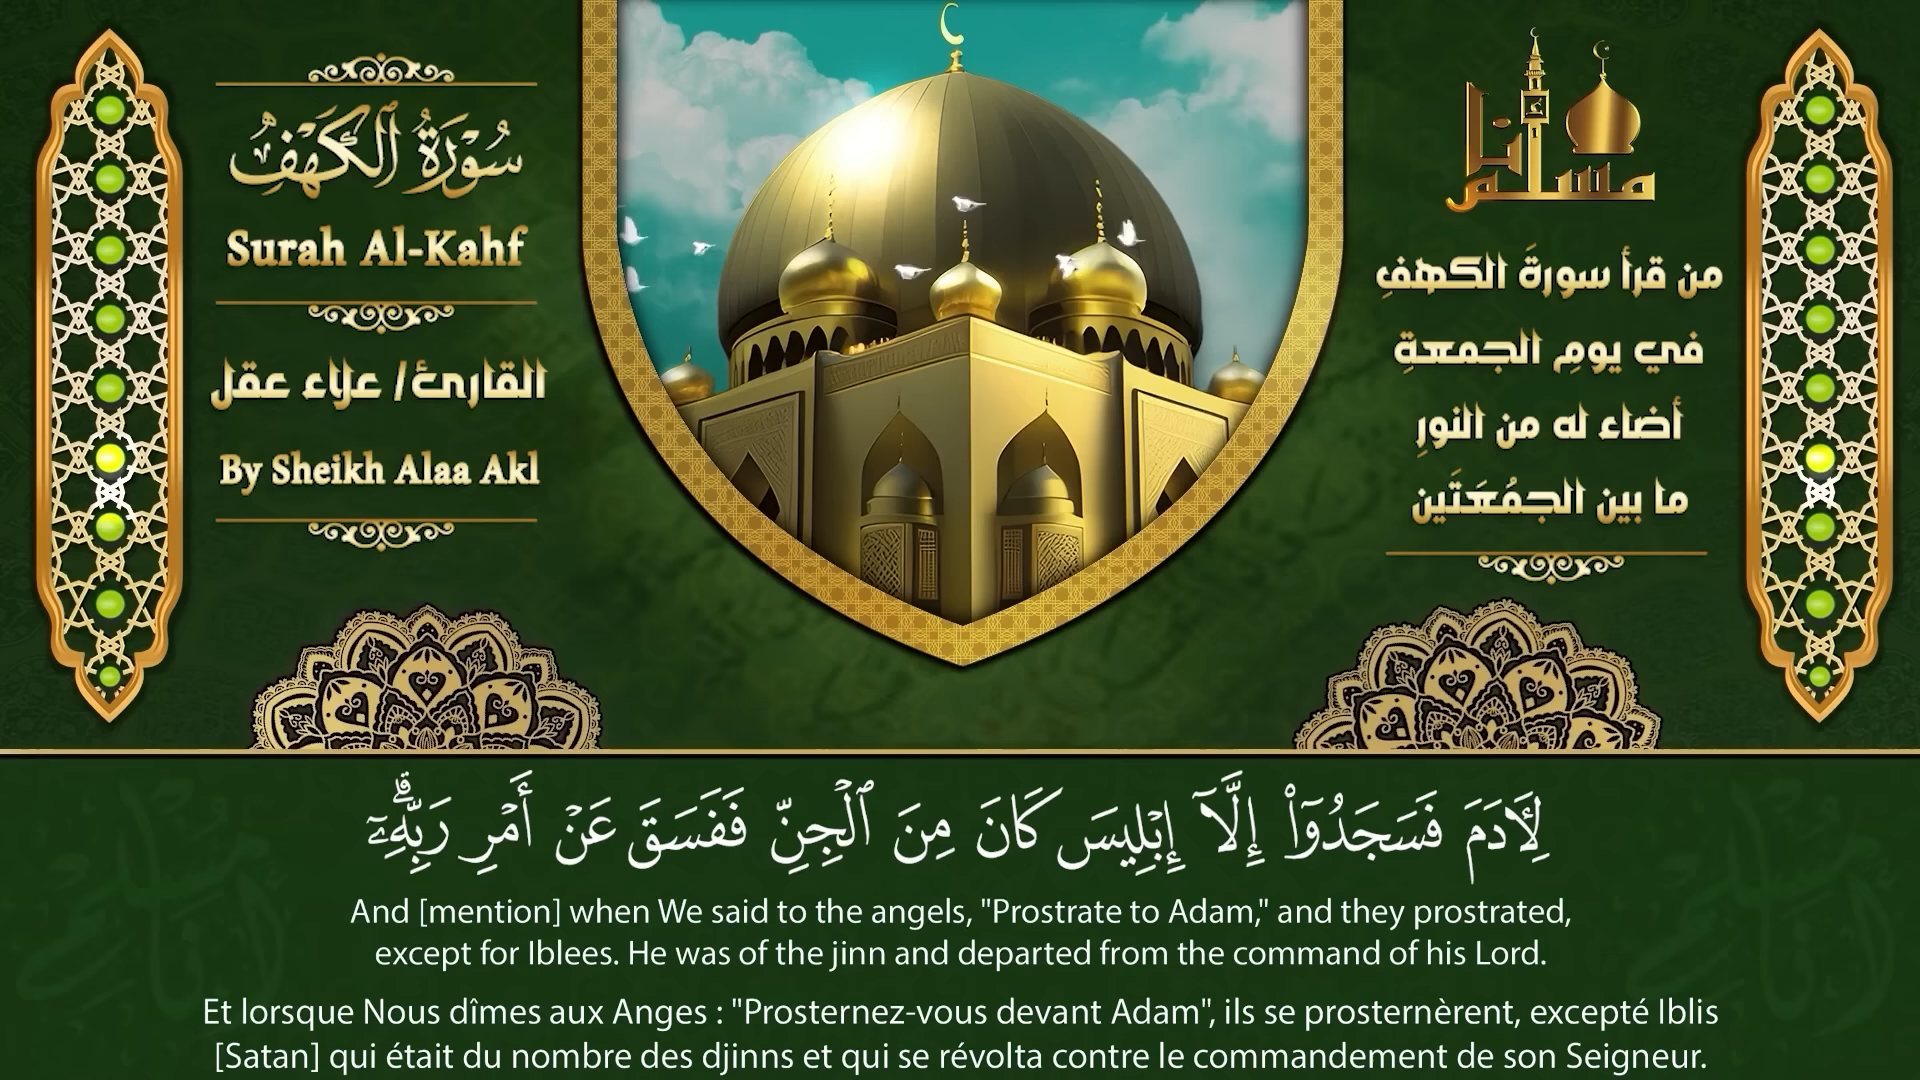 سُورَةُ ٱلْكَهْفِ
Surah Al-Kahf
القارئ/ علاء عقل
By Sheikh Alaa Akl
أنا مسلم
من قرأ سورةَ الكهفِ
في يومِ الجمعةِ
أضاء له من النورِ
ما بين الجمُعَتَين
لِأٓدَمَ فَسَجَدُوٓا۟ إِلَّآ إِبْلِيسَ كَانَ مِنَ ٱلْجِنِّ فَفَسَقَ عَنْ أَمْرِ رَبِّهِۦٓ ۗ
And [mention] when We said to the angels, "Prostrate to Adam," and they prostrated,
except for Iblees. He was of the jinn and departed from the command of his Lord.
Et lorsque Nous dîmes aux Anges : "Prosternez-vous devant Adam", ils se prosternèrent, excepté Iblis
[Satan] qui était du nombre des djinns et qui se révolta contre le commandement de son Seigneur.